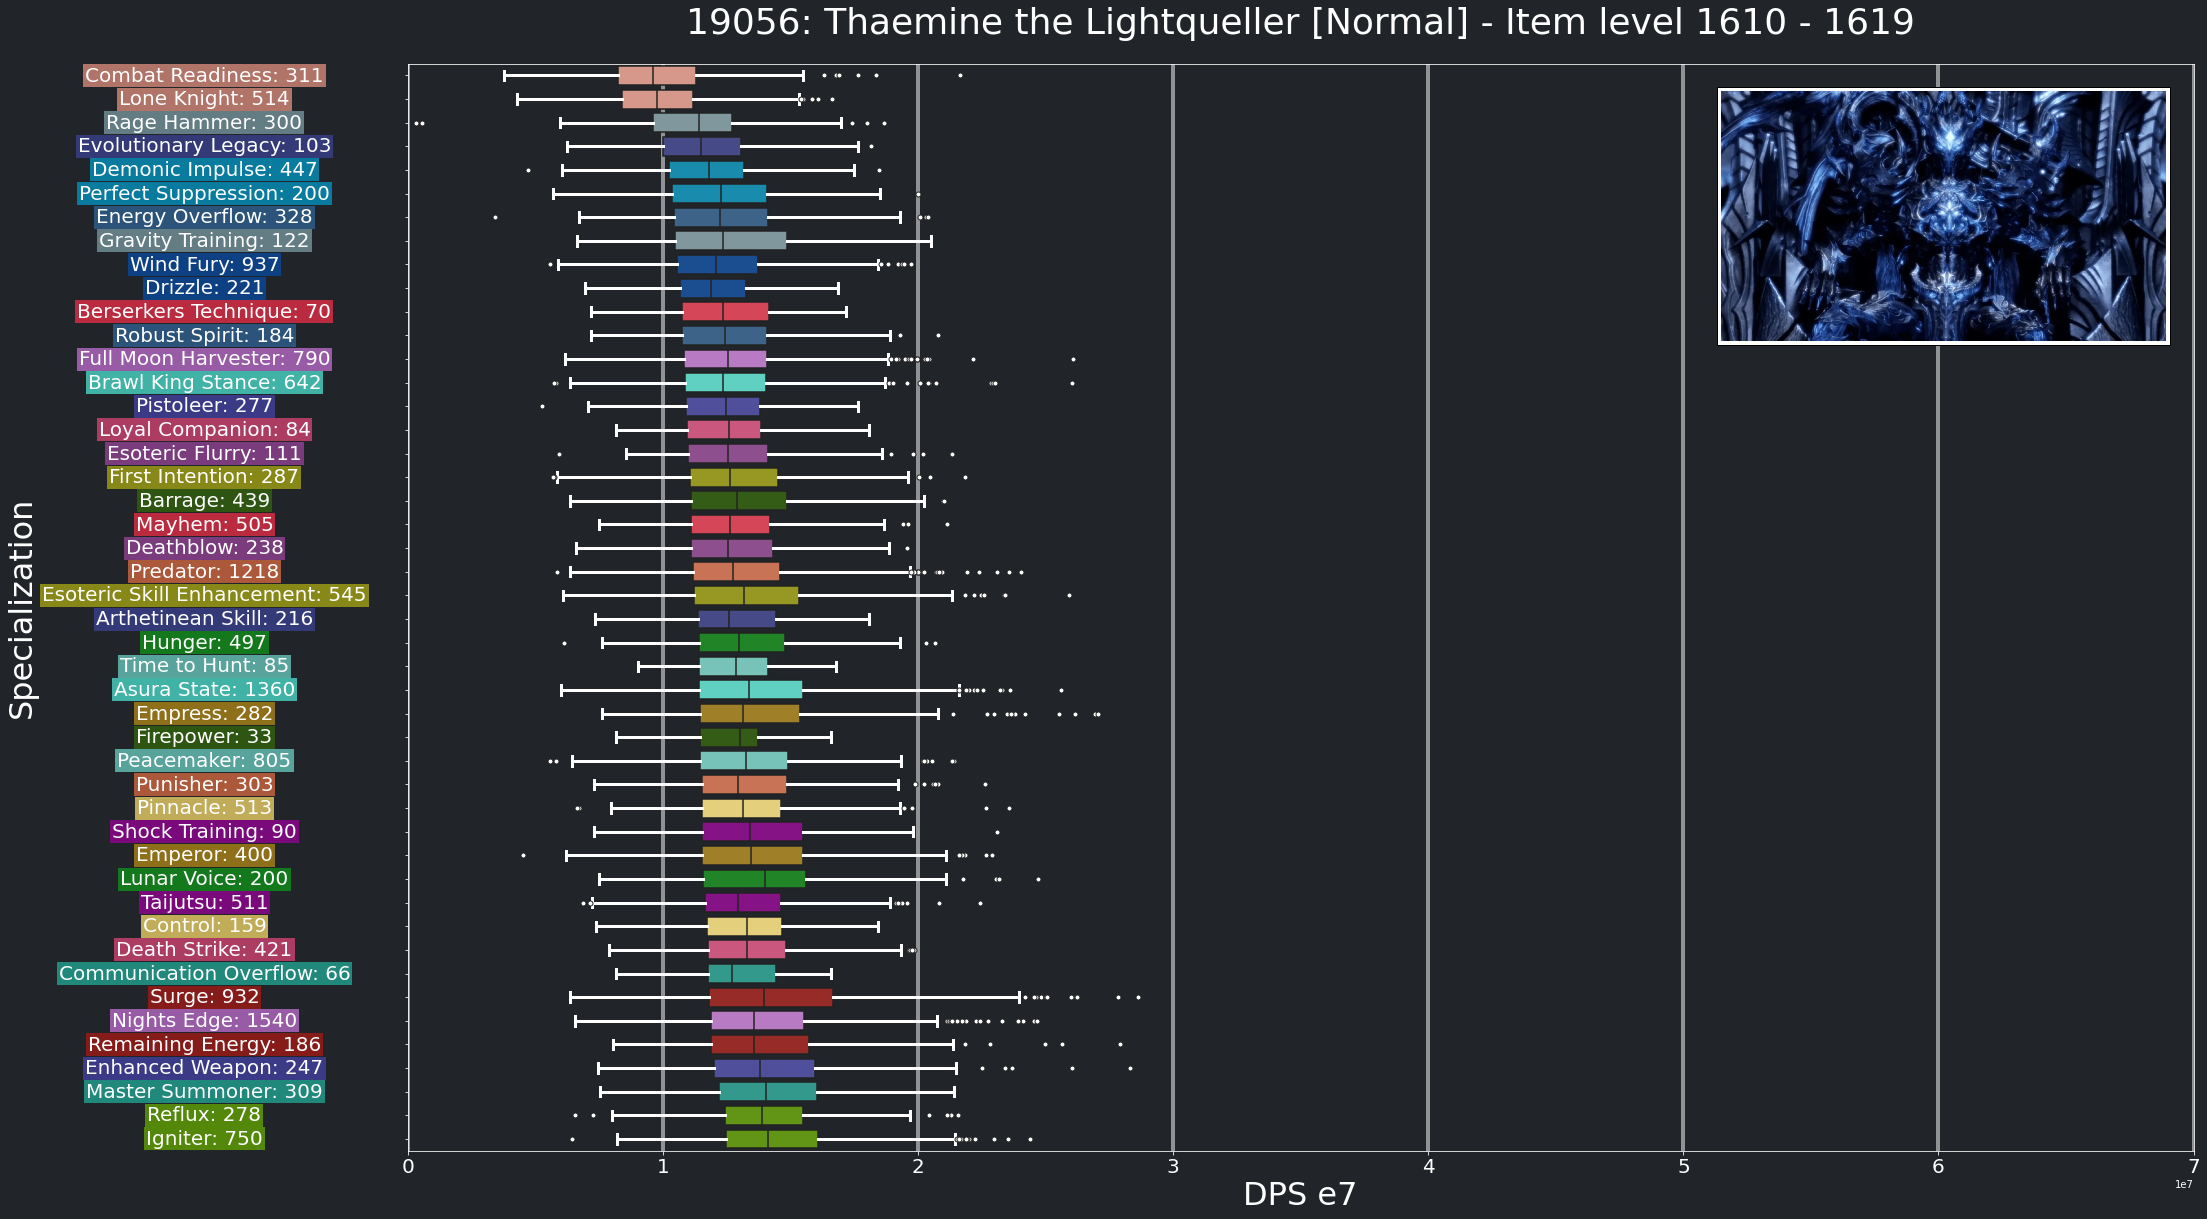 19056: Thaemine the Lightqueller [Normal] - Item level 1610 - 1619
Specialization
Combat Readiness: 311
Lone Knight: 514
Rage Hammer: 300
Evolutionary Legacy: 103
Demonic Impulse: 447
Perfect Suppression: 200
Energy Overflow: 328
Gravity Training: 122
Wind Fury: 937
Drizzle: 221
Berserkers Technique: 70
Robust Spirit: 184
Full Moon Harvester: 790
Brawl King Stance: 642
Pistoleer: 277
Loyal Companion: 84
Esoteric Flurry: 111
First Intention: 287
Barrage: 439
Mayhem: 505
Deathblow: 238
Predator: 1218
Esoteric Skill Enhancement: 545
Arthetinean Skill: 216
Hunger: 497
Time to Hunt: 85
Asura State: 1360
Empress: 282
Firepower: 33
Peacemaker: 805
Punisher: 303
Pinnacle: 513
Shock Training: 90
Emperor: 400
Lunar Voice: 200
Taijutsu: 511
Control: 159
Death Strike: 421
Communication Overflow: 66
Surge: 932
Nights Edge: 1540
Remaining Energy: 186
Enhanced Weapon: 247
Master Summoner: 309
Reflux: 278
Igniter: 750
0 1 2 3 4 5 6 7
1e7
DPS e7